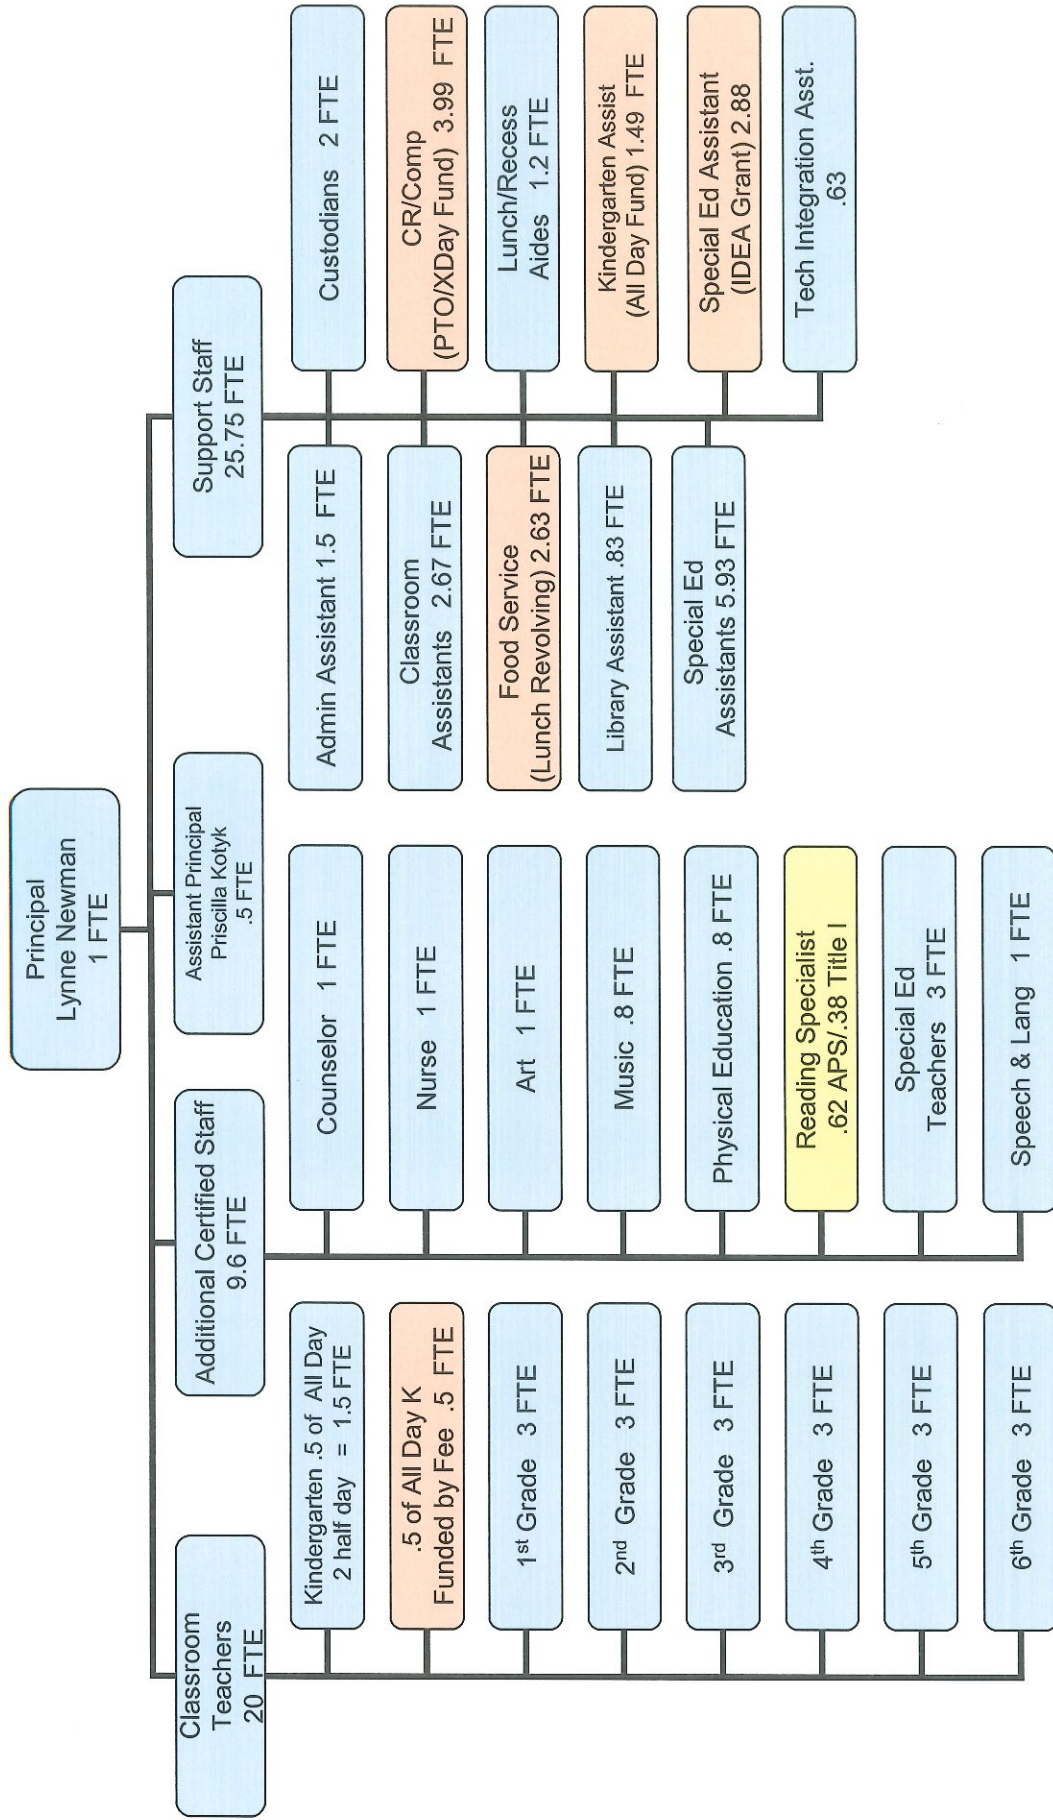 Principal
Lynne Newman
1 FTE
Assistant Principal
Priscilla Kotyk
.5 FTE
Classroom
Teachers
20 FTE
Kindergarten .5 of All Day
2 half day = 1.5 FTE
.5 of All Day K
Funded by Fee .5 FTE
1st Grade 3 FTE
2nd Grade 3 FTE
3rd Grade 3 FTE
4th Grade 3 FTE
5th Grade 3 FTE
6th Grade 3 FTE
Additional Certified Staff
9.6 FTE
Counselor 1 FTE
Nurse 1 FTE
Art 1 FTE
Music .8 FTE
Physical Education .8 FTE
Reading Specialist
.62 APS/.38 Title I
Special Ed
Teachers 3 FTE
Speech & Lang 1 FTE
Support Staff
25.75 FTE
Admin Assistant 1.5 FTE
Classroom
Assistants 2.67 FTE
Food Service
(Lunch Revolving) 2.63 FTE
Library Assistant .83 FTE
Special Ed
Assistants 5.93 FTE
Custodians 2 FTE
CR/Comp
(PTO/XDay Fund) 3.99 FTE
Lunch/Recess
Aides 1.2 FTE
Kindergarten Assist
(All Day Fund) 1.49 FTE
Special Ed Assistant
(IDEA Grant) 2.88
Tech Integration Asst.
.63